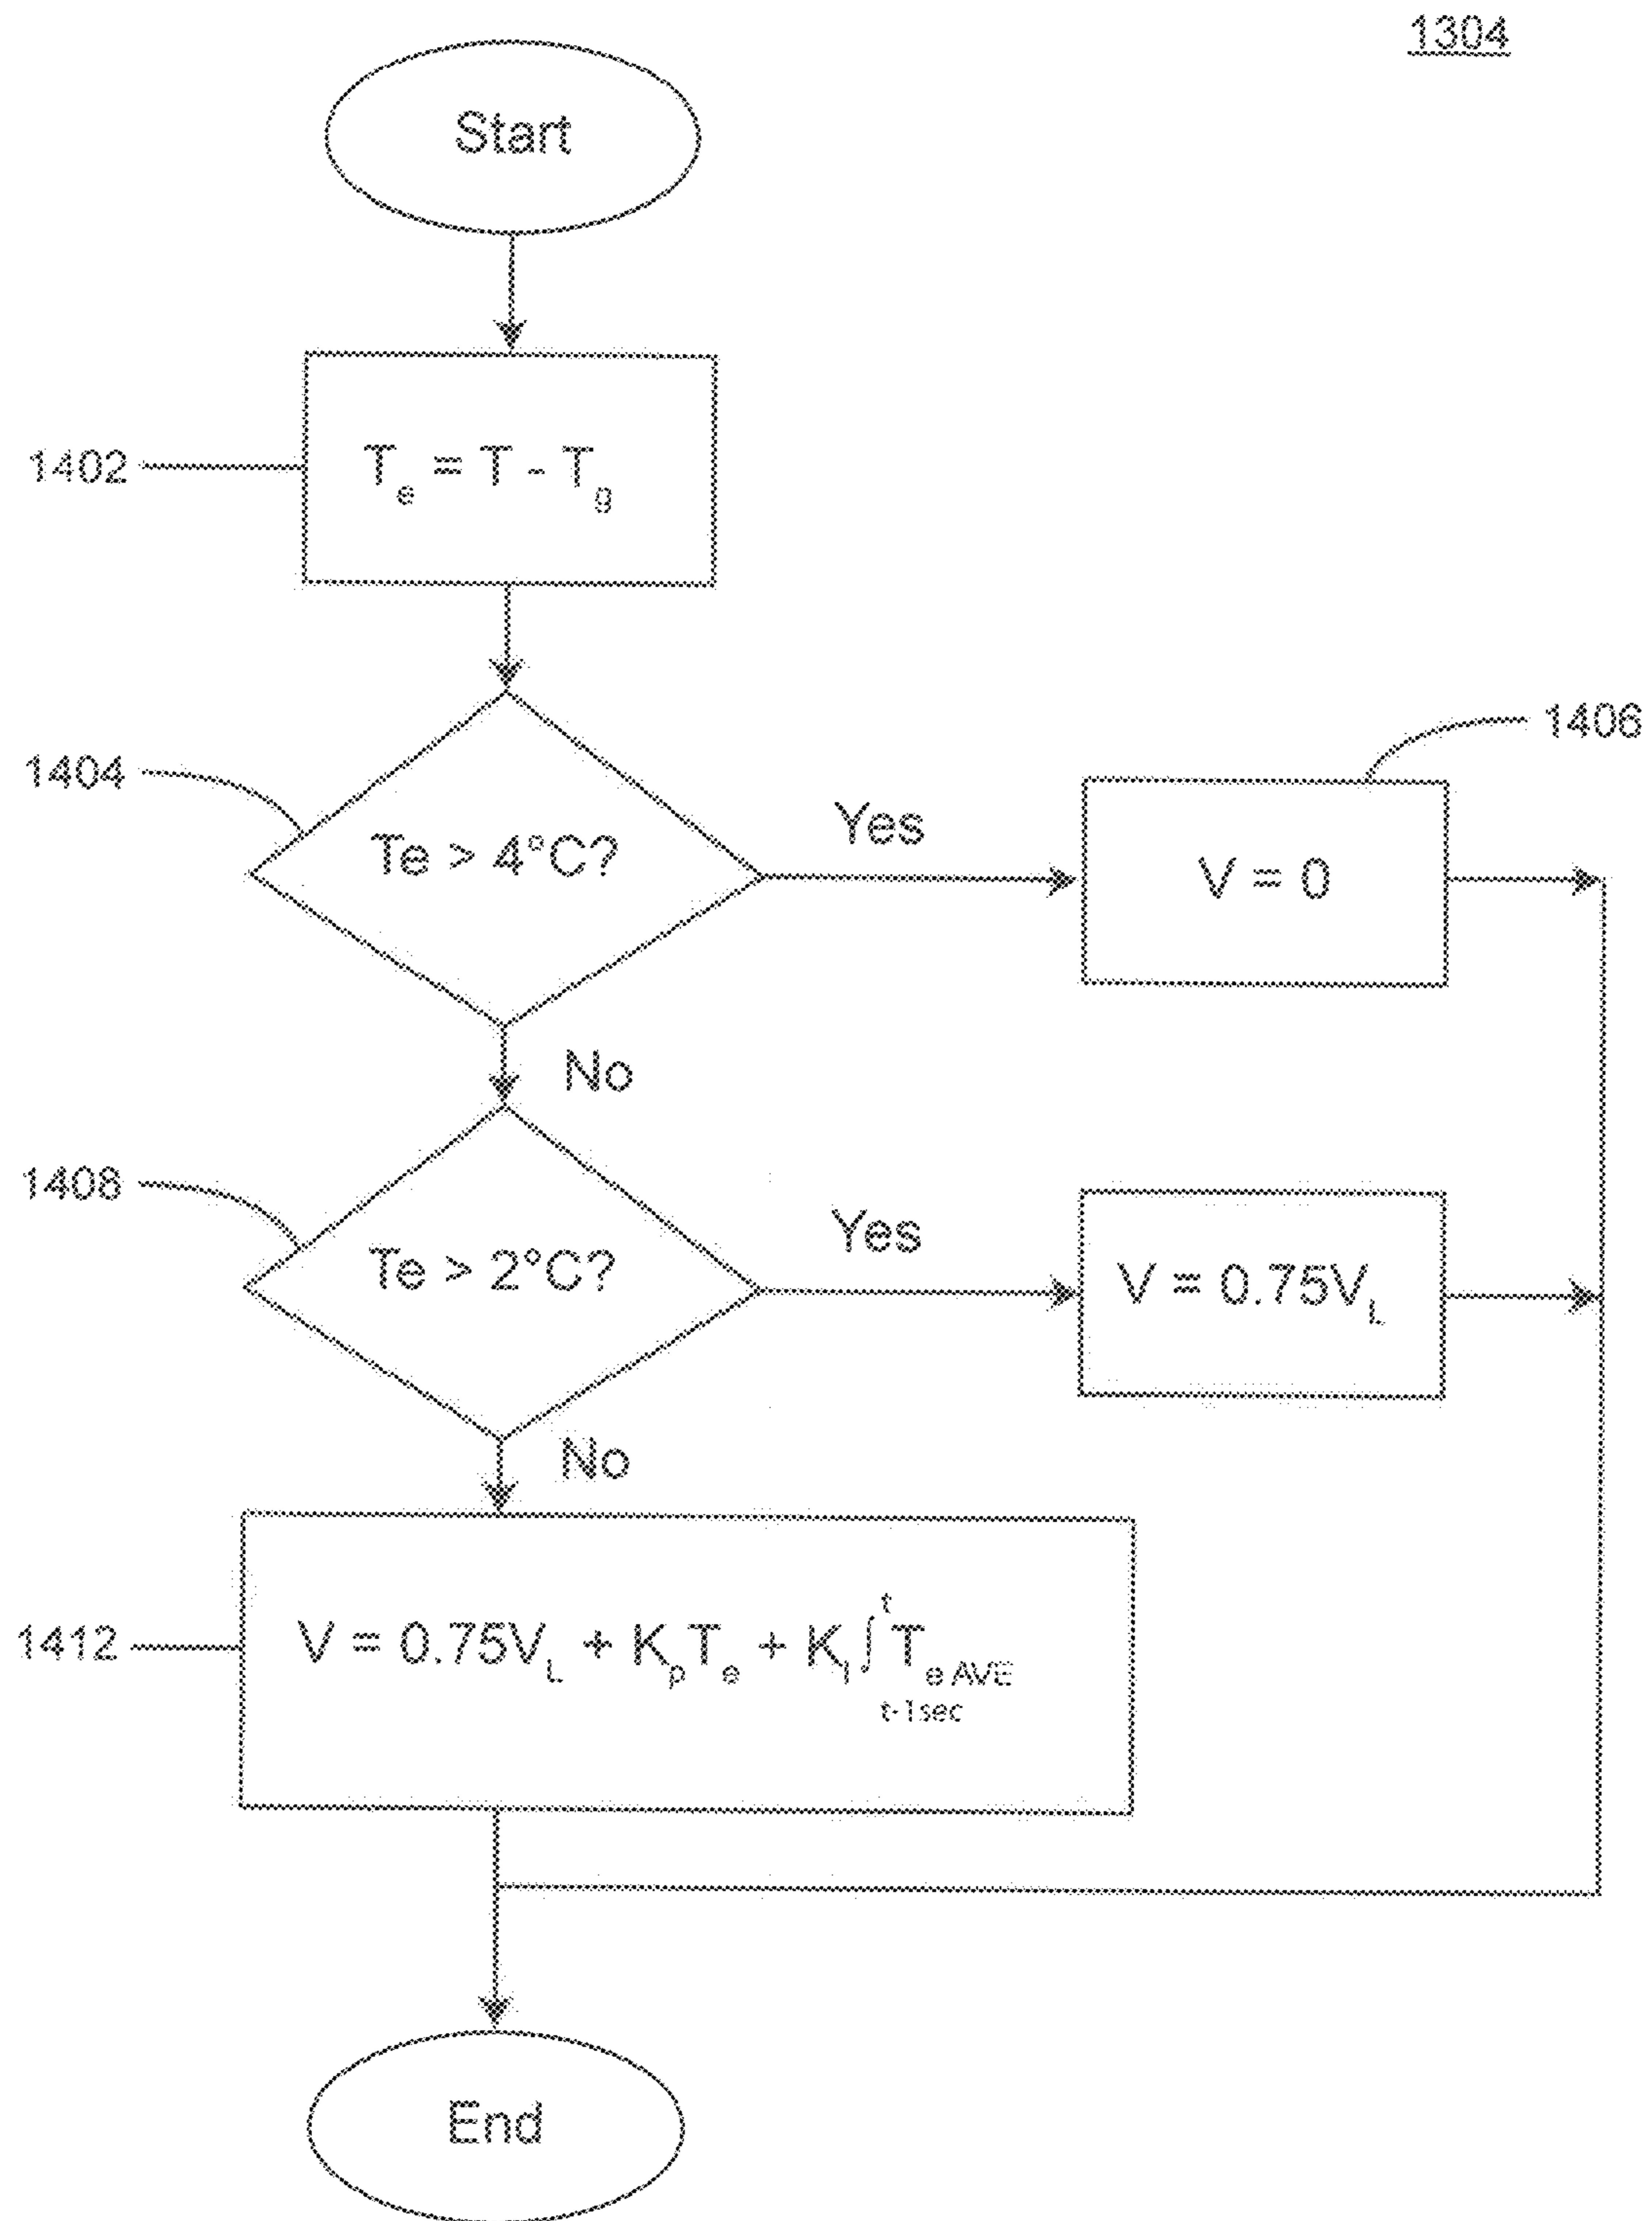 1304
Start
1402
Te = T - Tg
1404
Te > 4°C?
Yes
1406
V = 0
No
1408
Te > 2°C?
Yes
V = 0.75VL
No
1412
V = 0.75VL + KpTe + KI∫ t t-1sec Te AVE
End